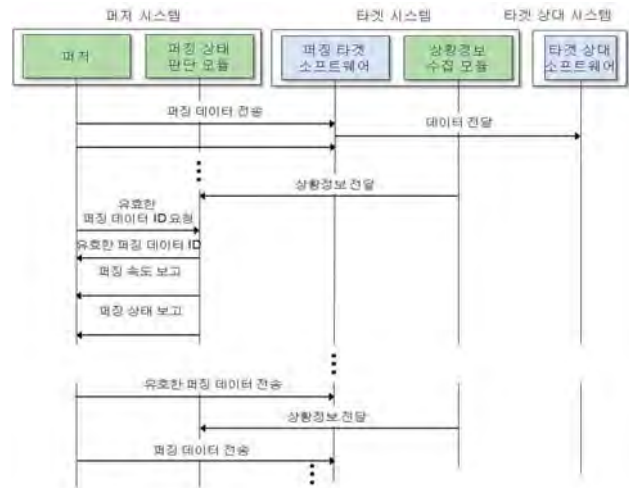 퍼저 시스템
타겟 시스템
타겟 상대 시스템
퍼저
퍼징 상태
판단 모듈
퍼징 타겟
소프트웨어
상황정보
수집 모듈
타겟 상대
소프트웨어
퍼징 데이터 전송
데이터 전달
상황정보 전달
유효한
퍼징 데이터 ID 요청
유효한 퍼징 데이터 ID
퍼징 속도 보고
퍼징 상태 보고
유효한 퍼징 데이터 전송
상황정보 전달
퍼징 데이터 전송